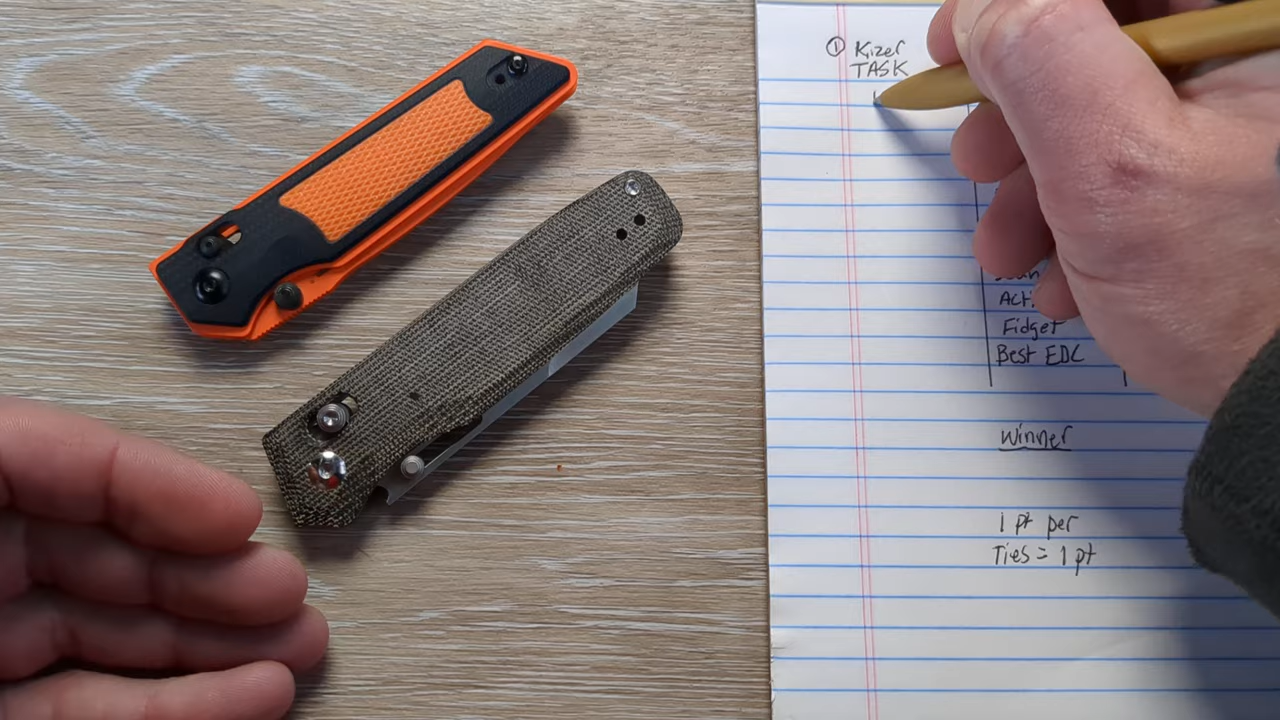 ① Kizer
TASK
Fidget
Best EDC
Winner
1 pt per
Ties = 1 pt